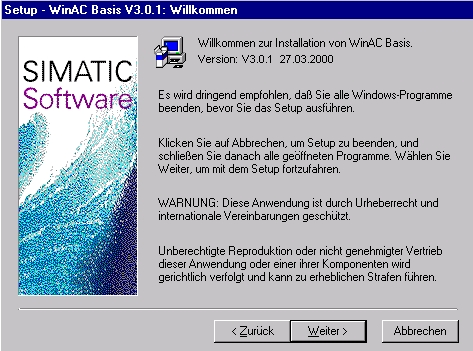 Setup - WinAC Basis V3.0.1: Willkommen
SIMATIC
Software
Willkommen zur Installation von WinAC Basis.
Version: V3.0.1 27.03.2000
Es wird dringend empfohlen, daß Sie alle Windows-Programme
beenden, bevor Sie das Setup ausführen.
Klicken Sie auf Abbrechen, um Setup zu beenden, und
schließen Sie danach alle geöffneten Programme. Wählen Sie
Weiter, um mit dem Setup fortzufahren.
WARNUNG: Diese Anwendung ist durch Urheberrecht und
internationale Vereinbarungen geschützt.
Unberechtigte Reproduktion oder nicht genehmigter Vertrieb
dieser Anwendung oder einer ihrer Komponenten wird
gerichtlich verfolgt und kann zu erheblichen Strafen führen.
< Zurück
Weiter >
Abbrechen